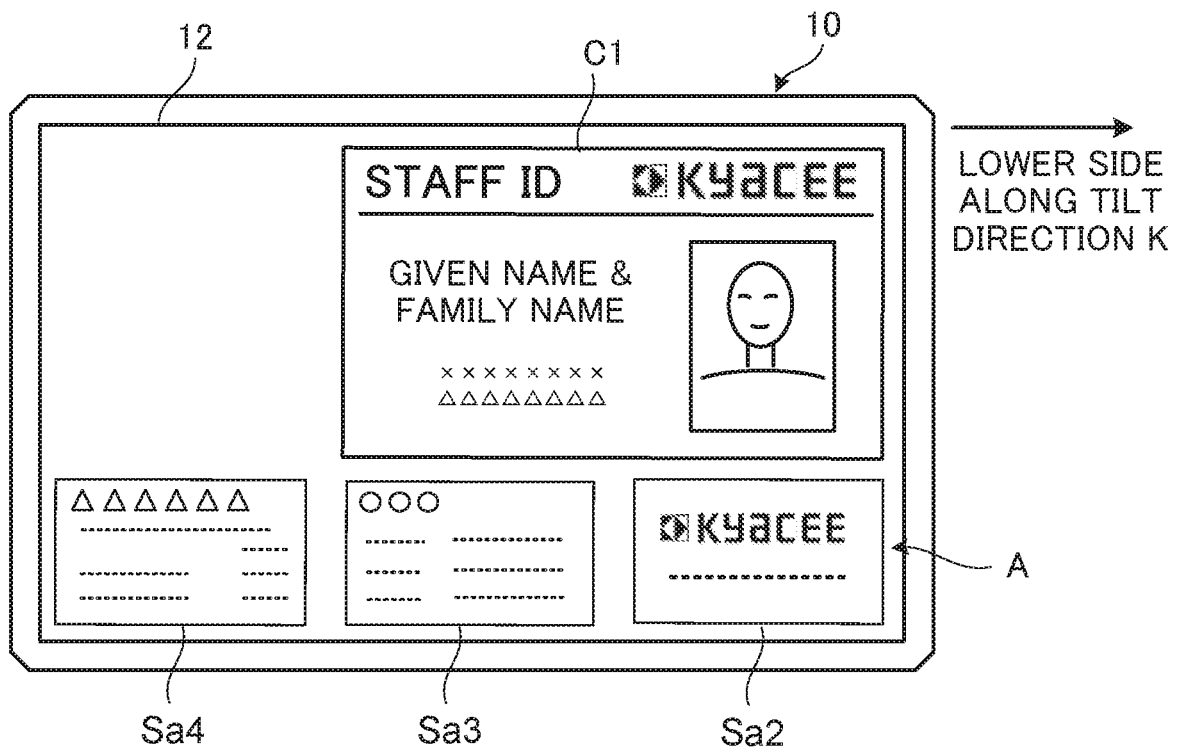 12
10
C1
STAFF ID KYACEE
LOWER SIDE
ALONG TILT
DIRECTION K
GIVEN NAME &
FAMILY NAME
××××××××
△△△△△△△△
△△△△△△
○○○
KYACEE
A
Sa4
Sa3
Sa2